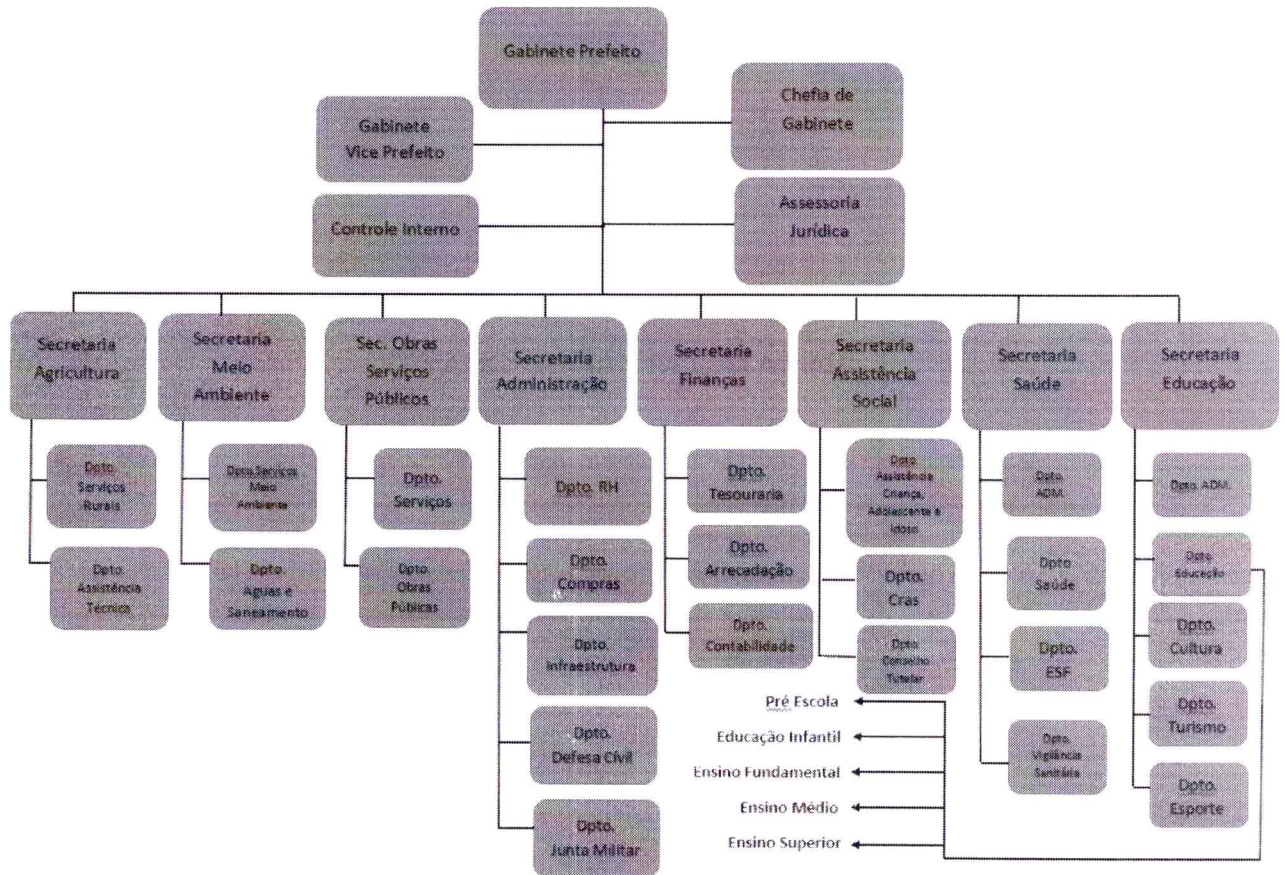 Gabinete Prefeito
Chefia de
Gabinete
Gabinete
Vice Prefeito
Assessoria
Jurídica
Controle Interno
Secretaria
Agricultura
Secretaria
Meio
Ambiente
Sec. Obras
Serviços
Públicos
Secretaria
Administração
Secretaria
Finanças
Secretaria
Assistência
Social
Secretaria
Saúde
Secretaria
Educação
Dpto.
Serviços
Rurais
Dpto.
Assistência
Técnica
Dpto.Serviços
Meio
Ambiente
Dpto.
Aguas e
Saneamento
Dpto.
Serviços
Dpto.
Obras
Públicas
Dpto. RH
Dpto.
Compras
Dpto.
Infraestrutura
Dpto.
Defesa Cívil
Dpto.
Junta Militar
Dpto.
Tesouraria
Dpto.
Arrecadação
Dpto.
Contabilidade
Dpto
Assistência
Criança,
Adolescente e
Idoso
Dpto.
Cras
Dpto.
Conselho
Tutelar
Dpto.
ADM.
Dpto
Saúde
Dpto.
ESF
Dpto.
Vigilância
Sanitária
Dpto. ADM.
Dpto.
Educação
Dpto.
Cultura
Dpto.
Turismo
Dpto.
Esporte
Pré Escola
Educação Infantil
Ensino Fundamental
Ensino Médio
Ensino Superior